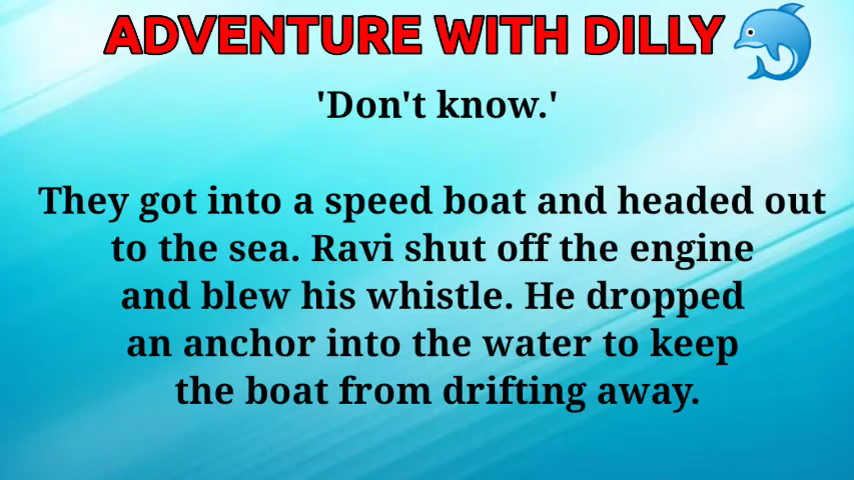 ADVENTURE WITH DILLY
'Don't know.'
They got into a speed boat and headed out
to the sea. Ravi shut off the engine
and blew his whistle. He dropped
an anchor into the water to keep
the boat from drifting away.